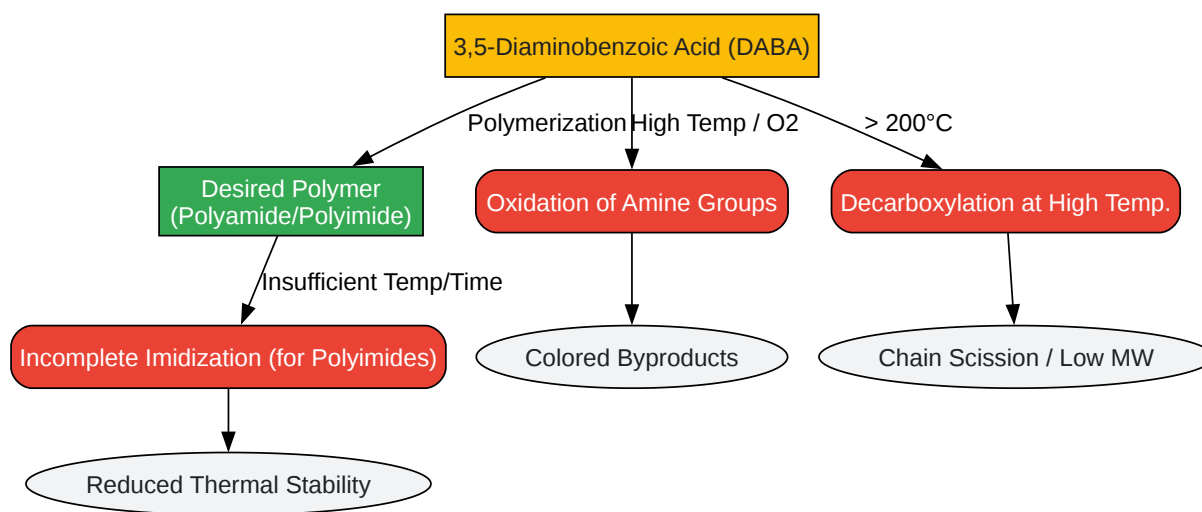 3,5-Diaminobenzoic Acid (DABA)
Polymerization
High Temp / O2
> 200°C
Desired Polymer
(Polyamide/Polyimide)
Oxidation of Amine Groups
Decarboxylation at High Temp.
Insufficient Temp/Time
Incomplete Imidization (for Polyimides)
Colored Byproducts
Chain Scission / Low MW
Reduced Thermal Stability